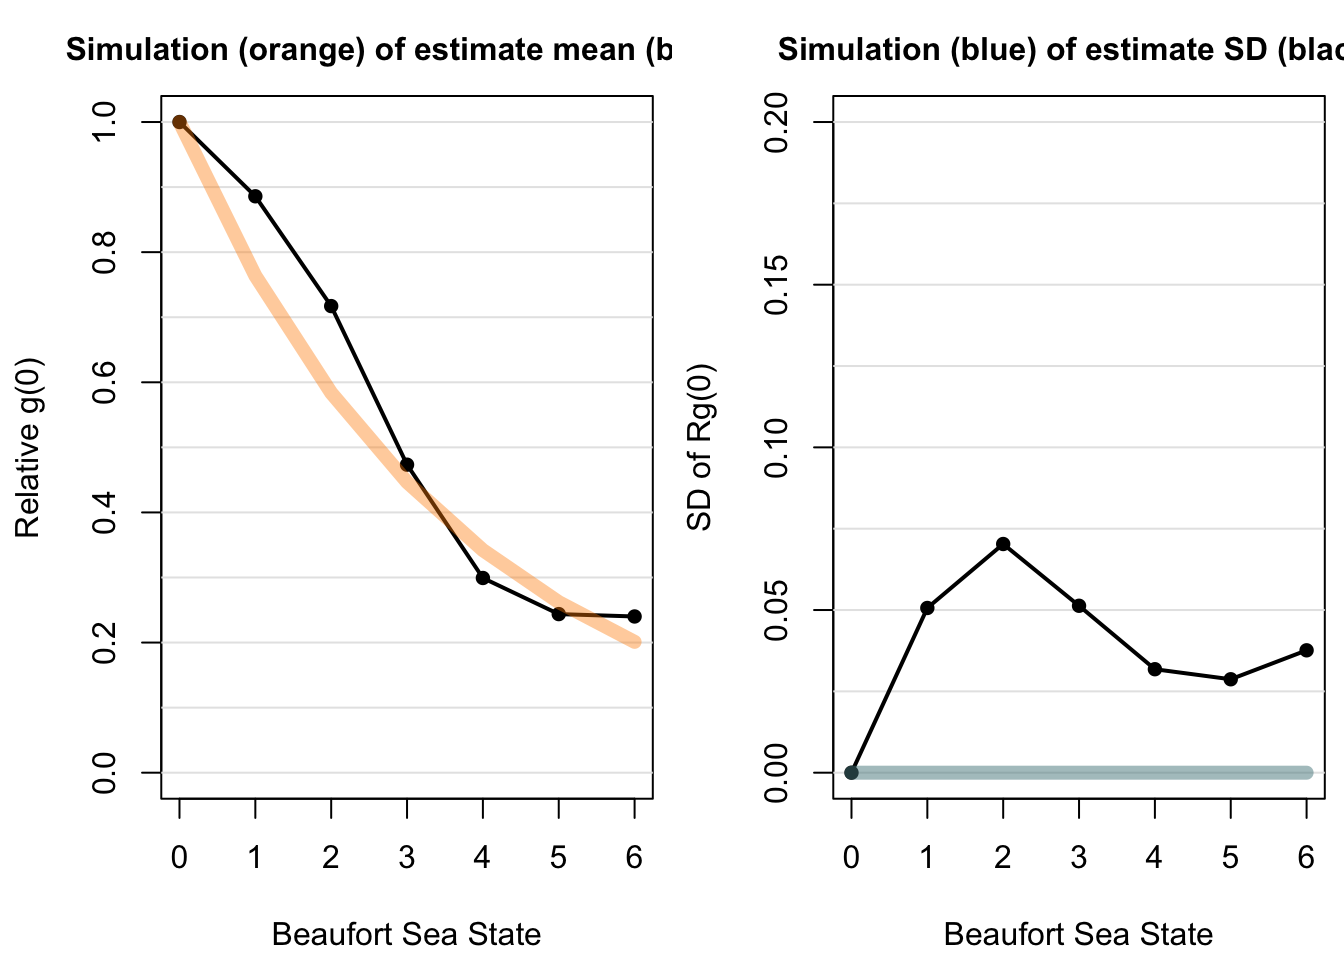 Simulation (orange) of estimate mean (b
Relative g(0)
1.0
0.8
0.6
0.4
0.2
0.0
0 1 2 3 4 5 6
Beaufort Sea State
Simulation (blue) of estimate SD (blac
SD of Rg(0)
0.20
0.15
0.10
0.05
0.00
0 1 2 3 4 5 6
Beaufort Sea State